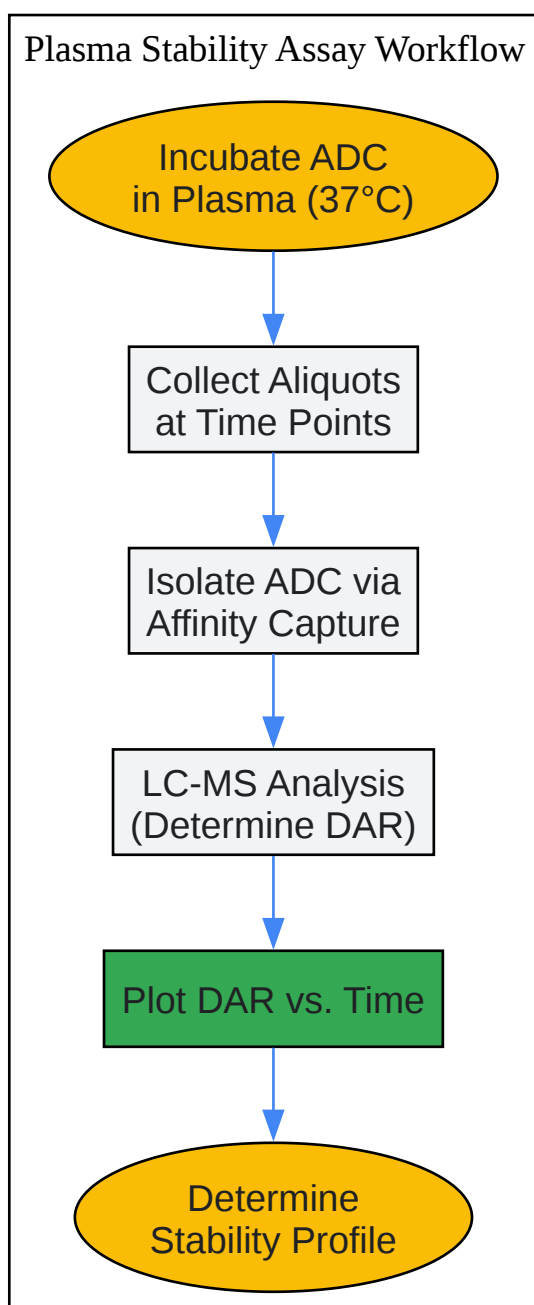 Plasma Stability Assay Workflow
Incubate ADC
in Plasma (37°C)
Collect Aliquots
at Time Points
Isolate ADC via
Affinity Capture
LC-MS Analysis
(Determine DAR)
Plot DAR vs. Time
Determine
Stability Profile